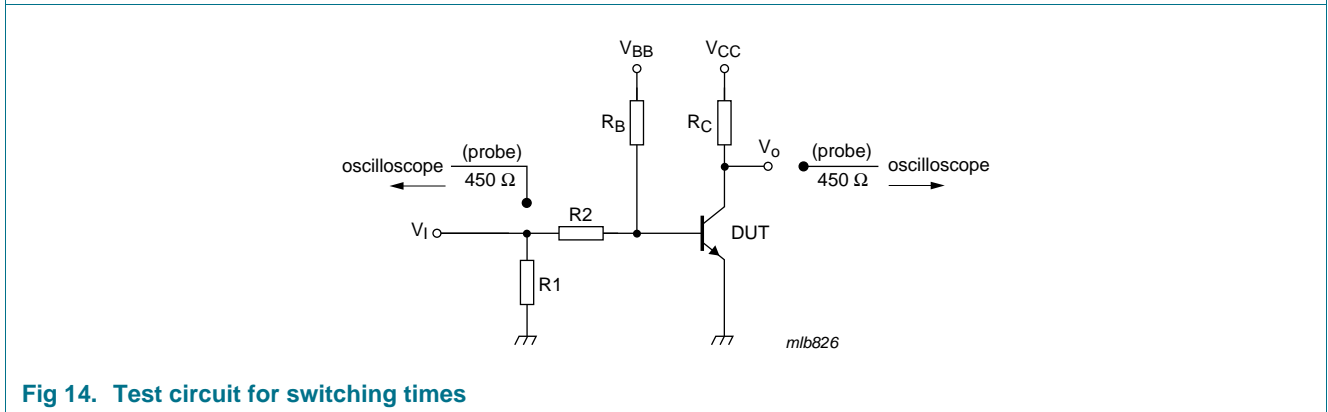 VBB
VCC
RB
RC
Vo
(probe)
450 Ω
oscilloscope
(probe)
450 Ω
oscilloscope
VI
R2
DUT
R1
mlb826
Fig 14. Test circuit for switching times